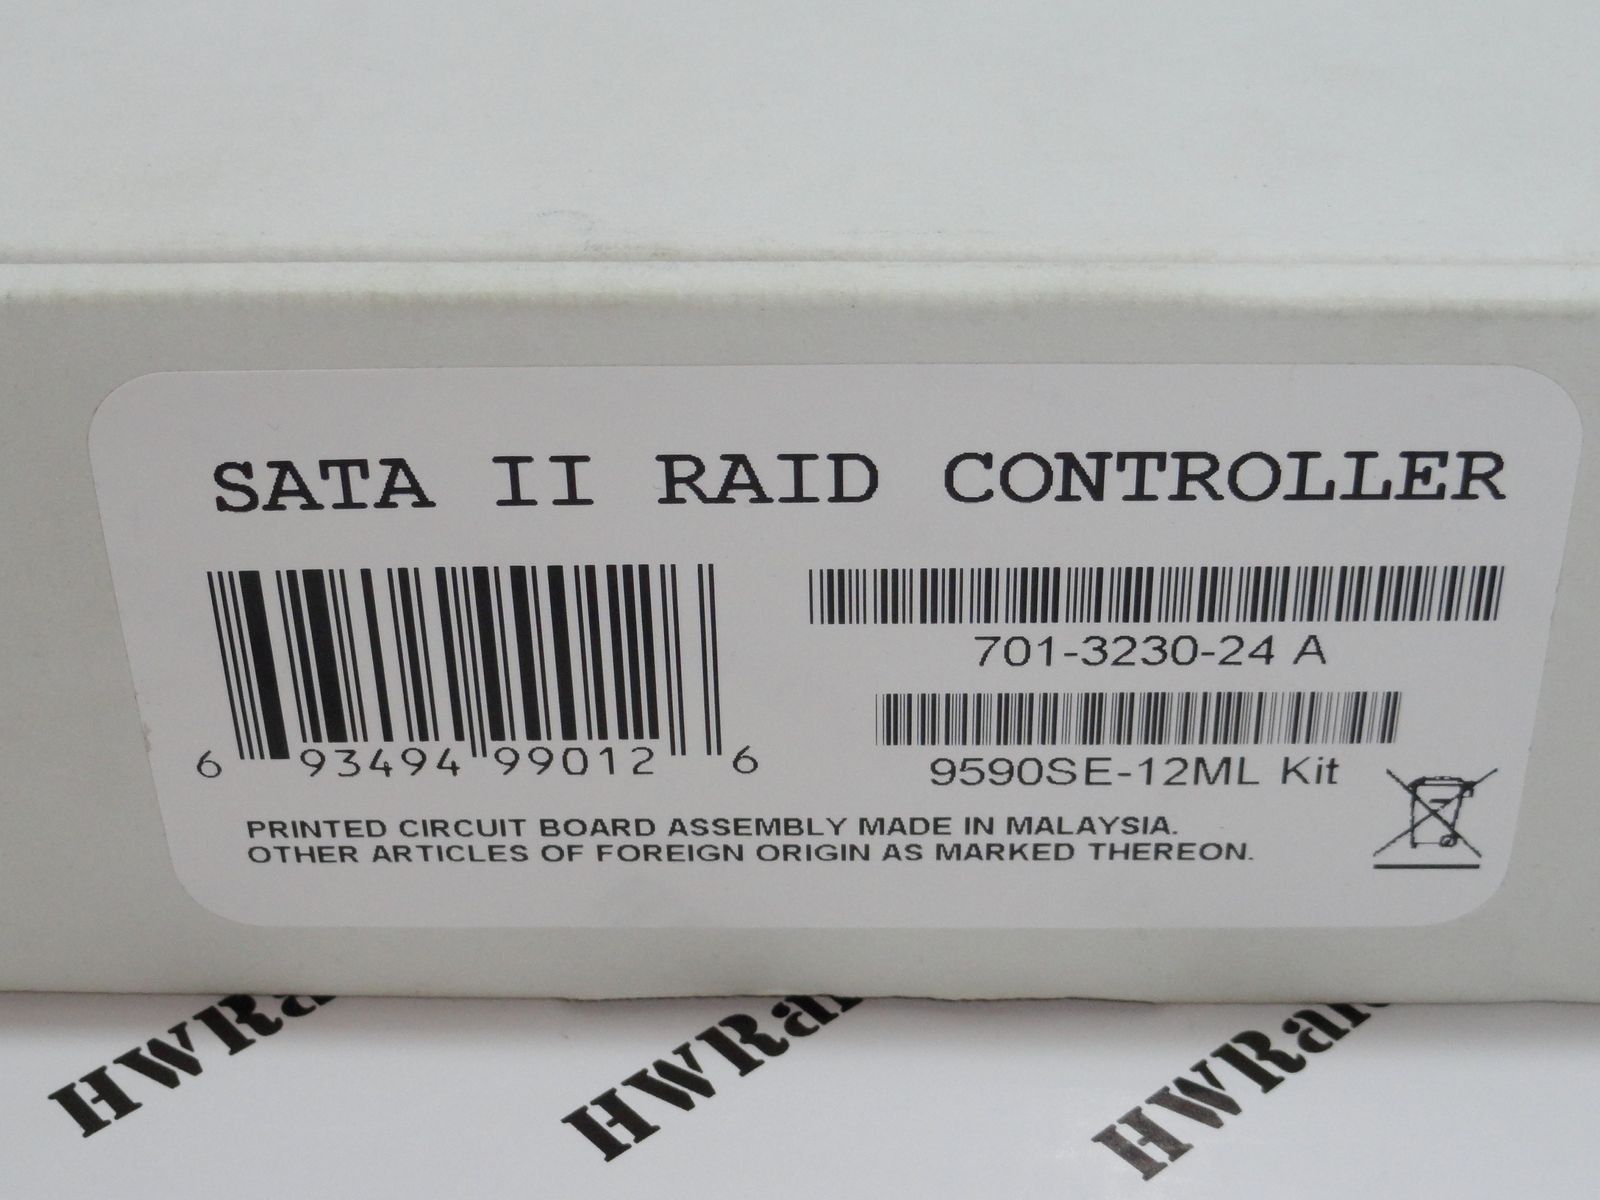 SATA II RAID CONTROLLER
701-3230-24 A
6 93494 99012 6
9590SE-12ML Kit
PRINTED CIRCUIT BOARD ASSEMBLY MADE IN MALAYSIA.
OTHER ARTICLES OF FOREIGN ORIGIN AS MARKED THEREON.